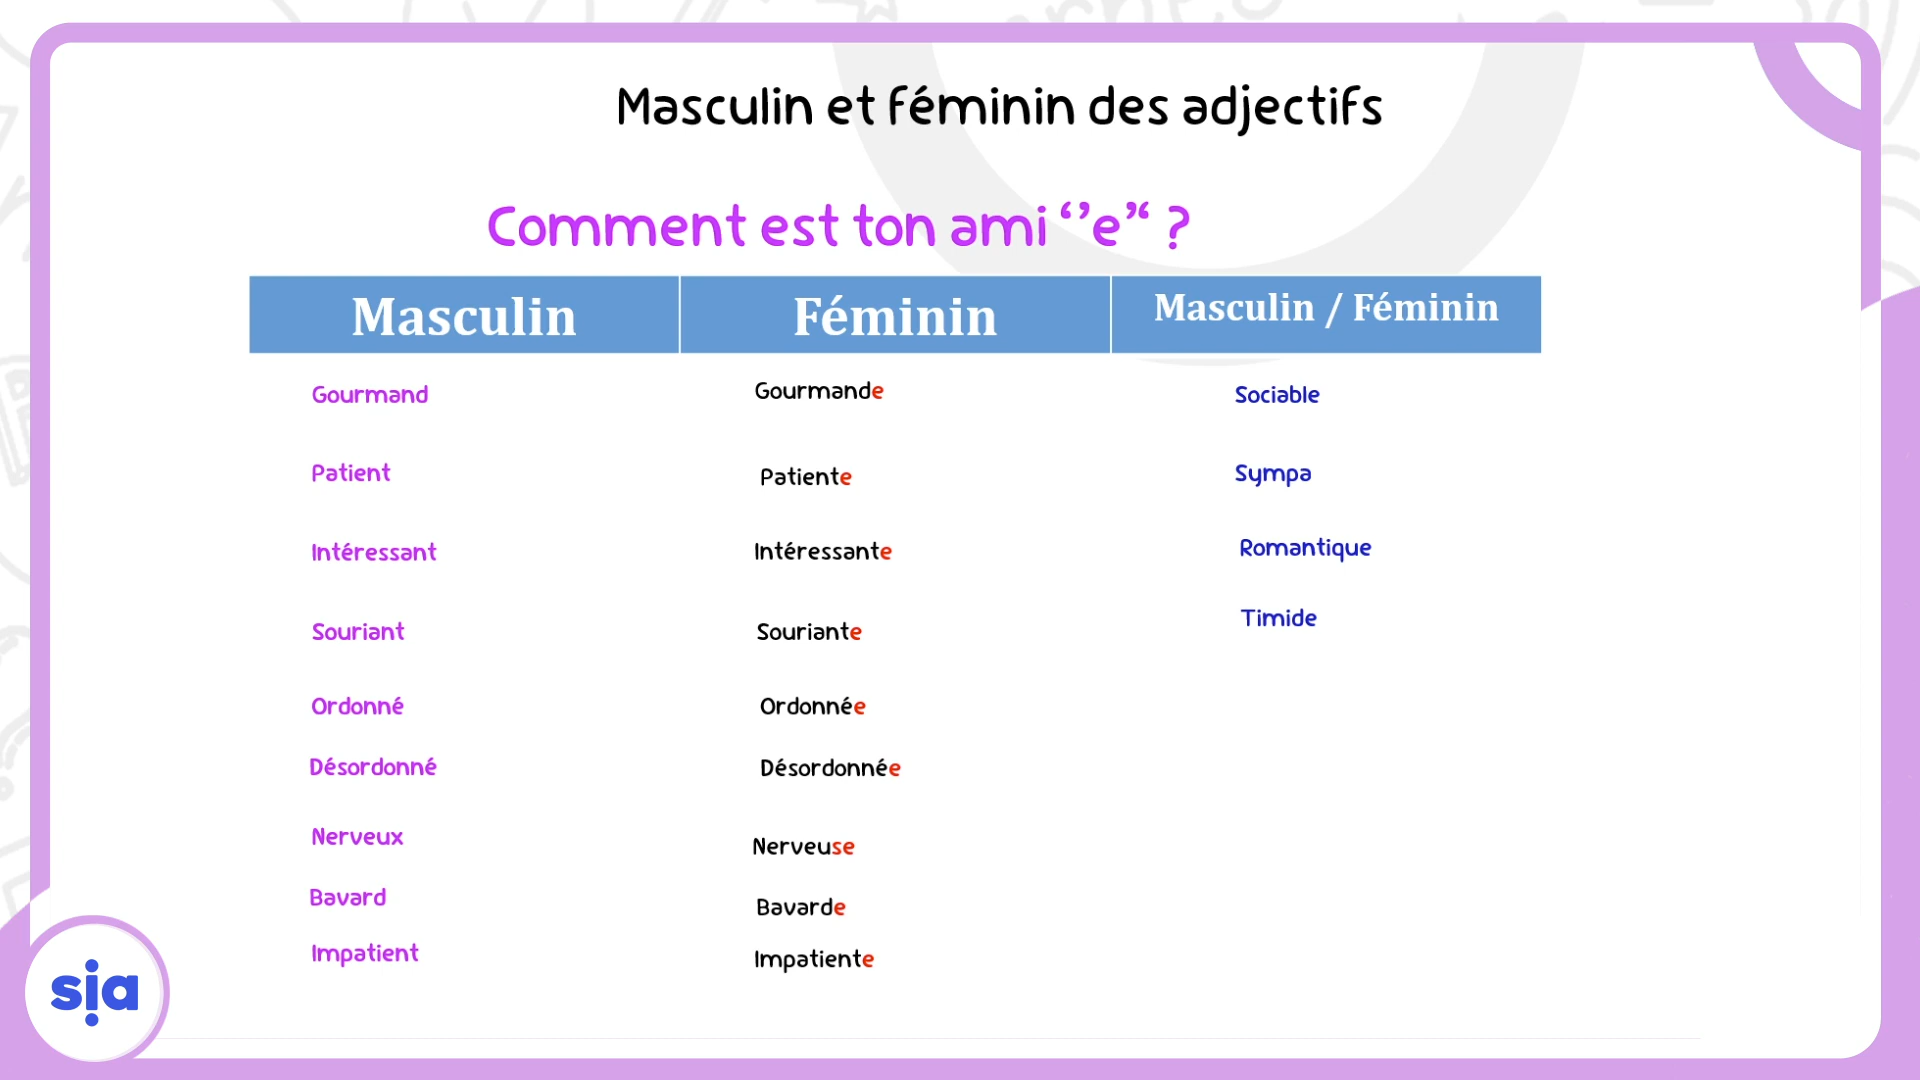 Masculin et féminin des adjectifs
Comment est ton ami ‘’e”“ ?
Masculin Féminin Masculin / Féminin
Gourmand Gourmande Sociable
Patient Patiente Sympa
Intéressant Intéressante Romantique
Souriant Souriante Timide
Ordonné Ordonnée
Désordonné Désordonnée
Nerveux Nerveuse
Bavard Bavarde
Impatient Impatiente
sia